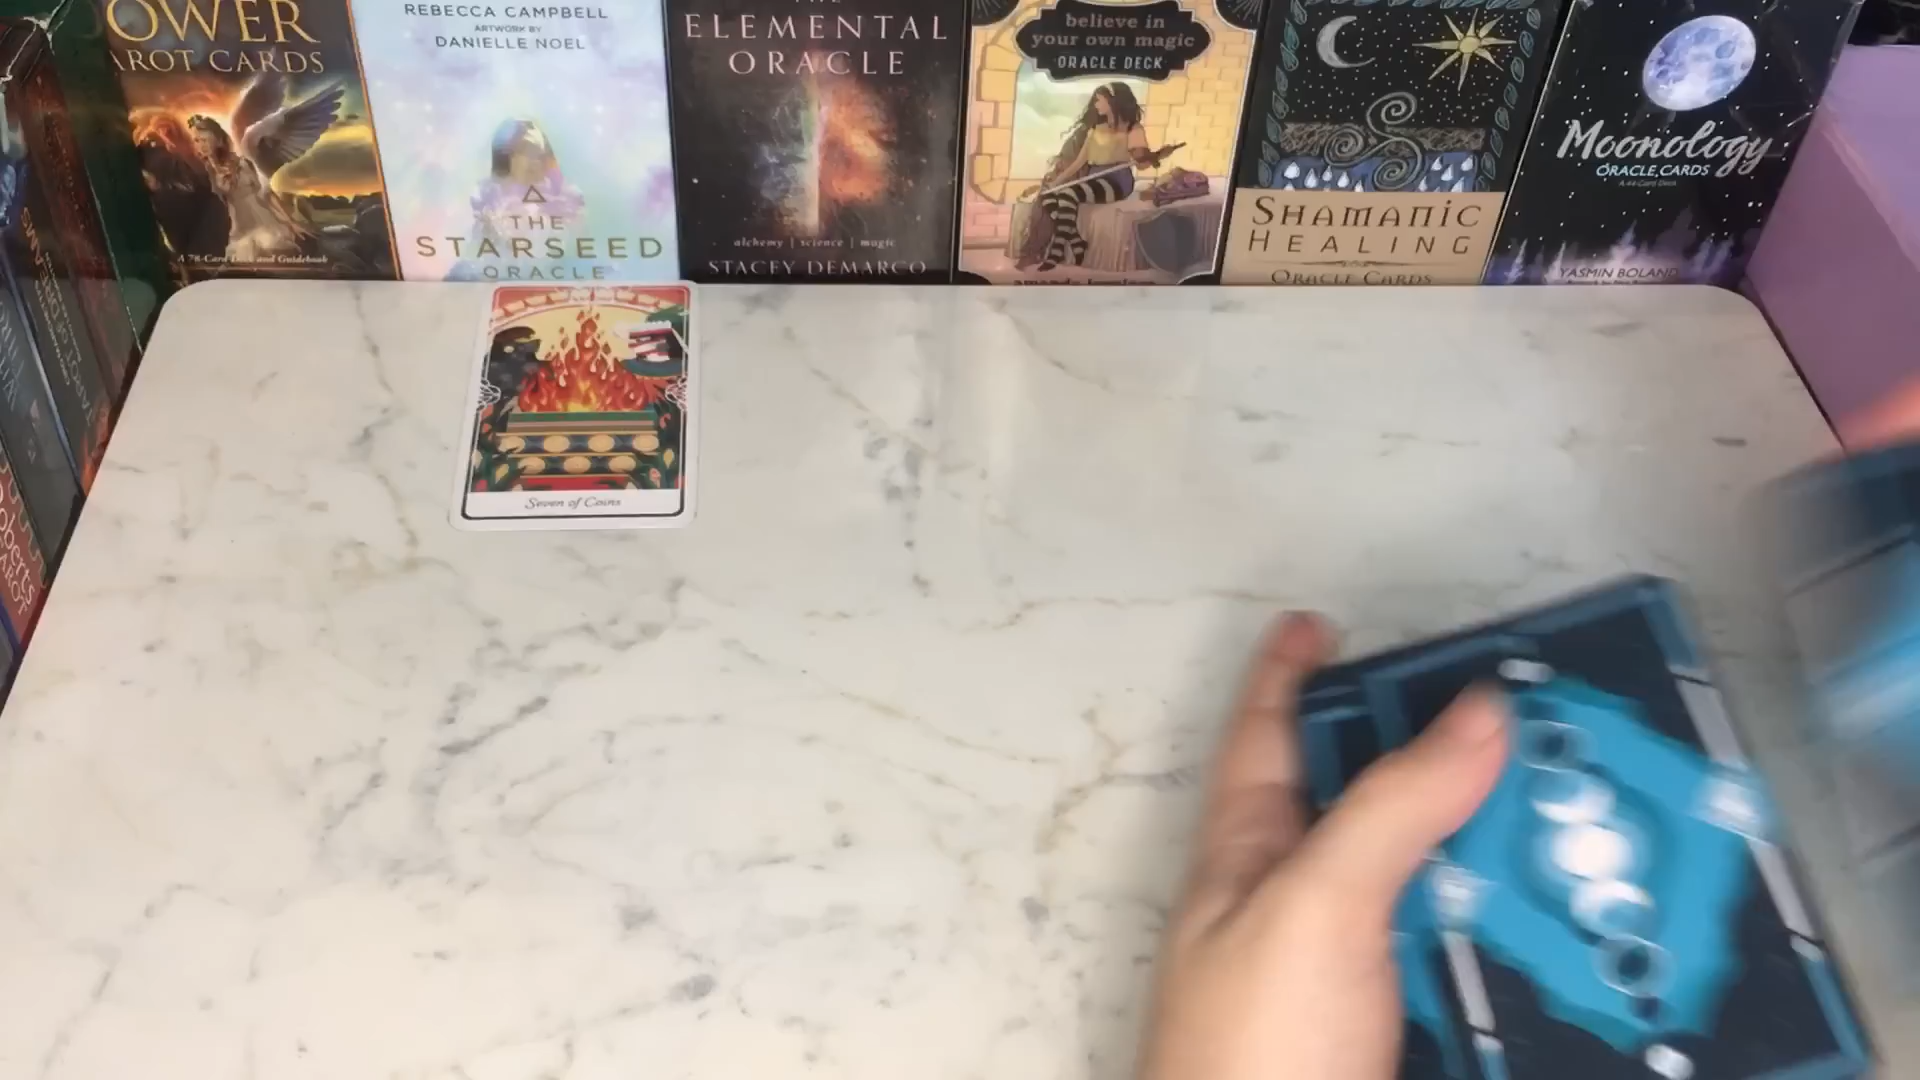 OWER
AROT CARDS
A 78-Card Deck and Guidebook
REBECCA CAMPBELL
ARTWORK BY
DANIELLE NOEL
THE
STARSEED
ORACLE
THE
ELEMENTAL
ORACLE
alchemy | science | magic
STACEY DEMARCO
believe in
your own magic
ORACLE DECK
SHAMANIC
HEALING
ORACLE CARDS
Moonology
ORACLE CARDS
A 44-Card Deck
YASMIN BOLAND
Seven of Coins